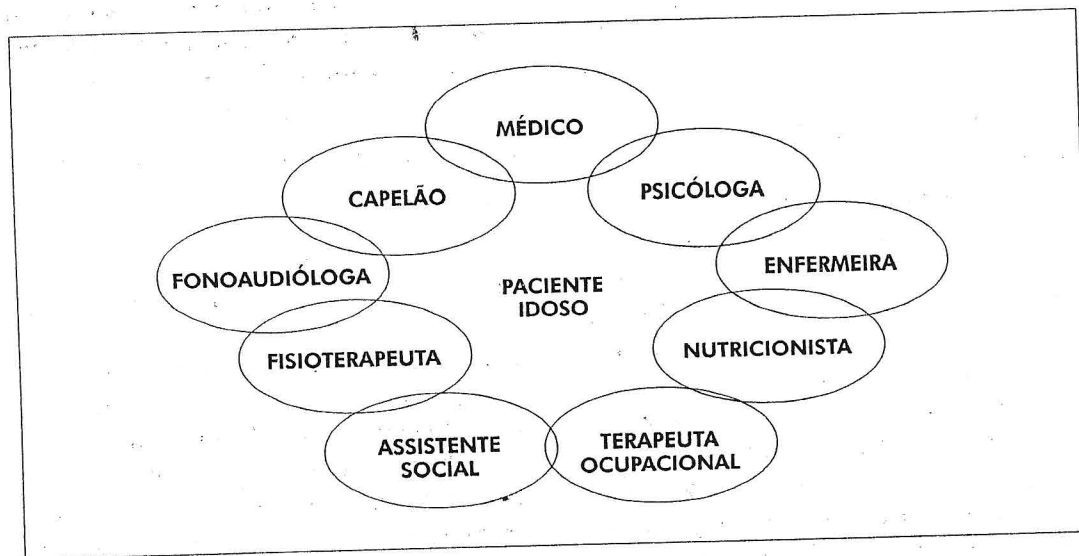 MÉDICO
CAPELÃO
PSICÓLOGA
FONOAUDIÓLOGA
PACIENTE
IDOSO
ENFERMEIRA
FISIOTERAPEUTA
NUTRICIONISTA
ASSISTENTE
SOCIAL
TERAPEUTA
OCUPACIONAL